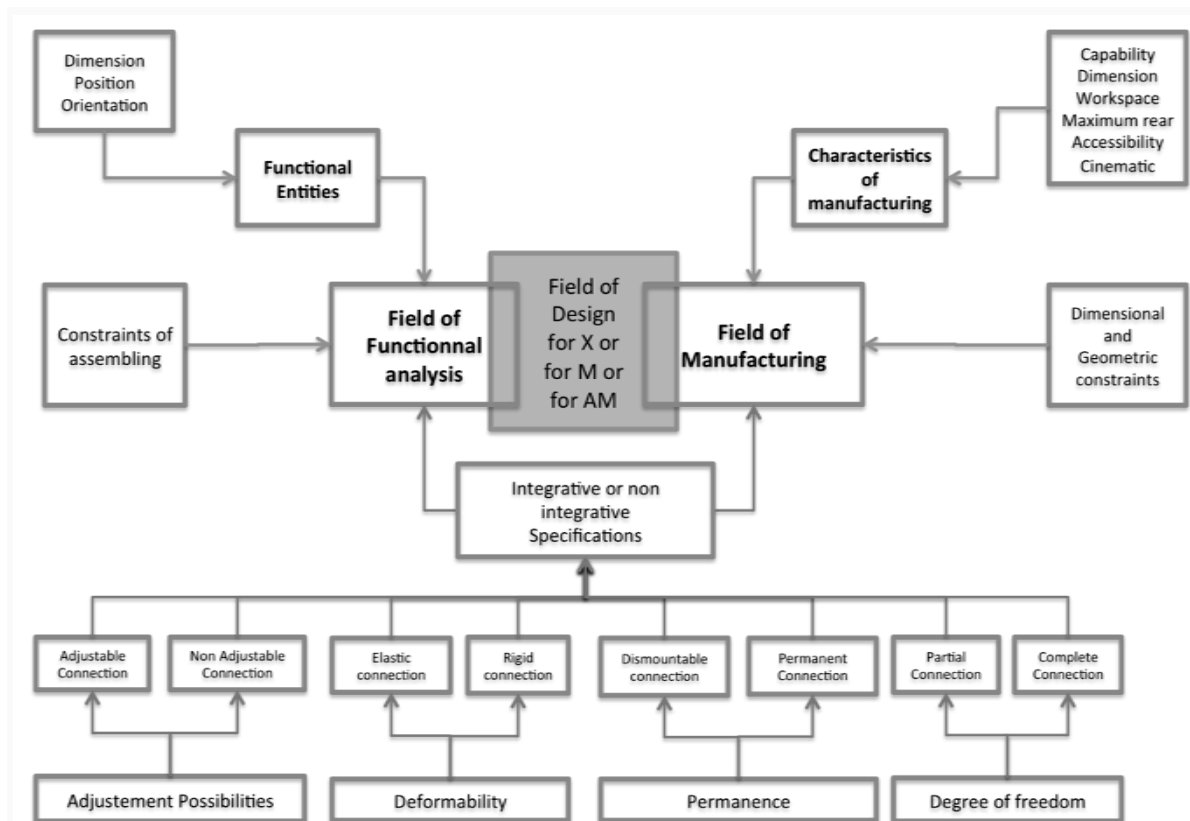 Dimension
Position
Orientation
Capability
Dimension
Workspace
Maximum rear
Accessibility
Cinematic
Functional
Entities
Characteristics
of
manufacturing
Constraints of
assembling
Field of
Functionnal
analysis
Field of
Design
for X or
for M or
for AM
Field of
Manufacturing
Dimensional
and
Geometric
constraints
Integrative or non
integrative
Specifications
Adjustable
Connection
Non Adjustable
Connection
Elastic
connection
Rigid
connection
Dismountable
connection
Permanent
Connection
Partial
Connection
Complete
Connection
Adjustement Possibilities
Deformability
Permanence
Degree of freedom